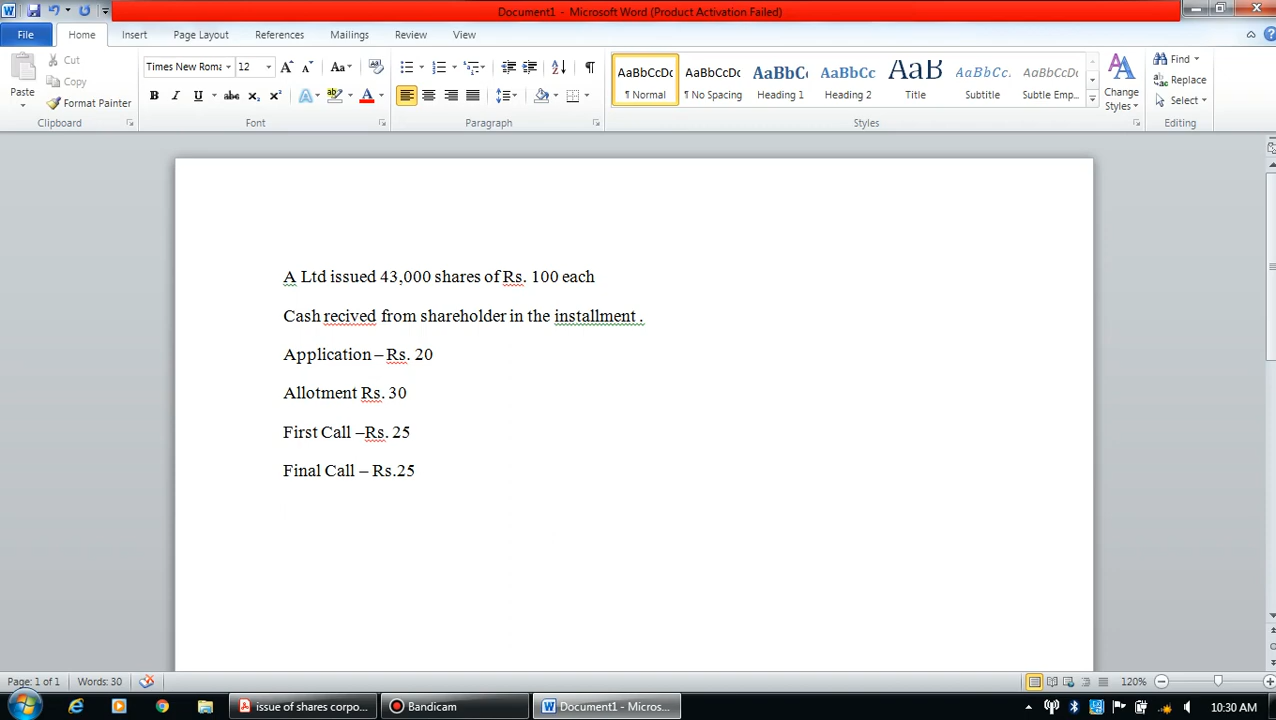 Document1 - Microsoft Word (Product Activation Failed)
File Home Insert Page Layout References Mailings Review View
Paste
Cut
Copy
Format Painter
Clipboard
Times New Roma 12
Font
Paragraph
AaBbCcDc AaBbCcDc AaBbCc AaBbCc AaB AaBbCc. AaBbCcDc
¶ Normal ¶ No Spacing Heading 1 Heading 2 Title Subtitle Subtle Emp...
Styles
Change Styles
Find
Replace
Select
Editing
A Ltd issued 43,000 shares of Rs. 100 each
Cash recived from shareholder in the installment .
Application – Rs. 20
Allotment Rs. 30
First Call –Rs. 25
Final Call – Rs.25
Page: 1 of 1 Words: 30 120%
issue of shares corpo... Bandicam Document1 - Micros... 10:30 AM